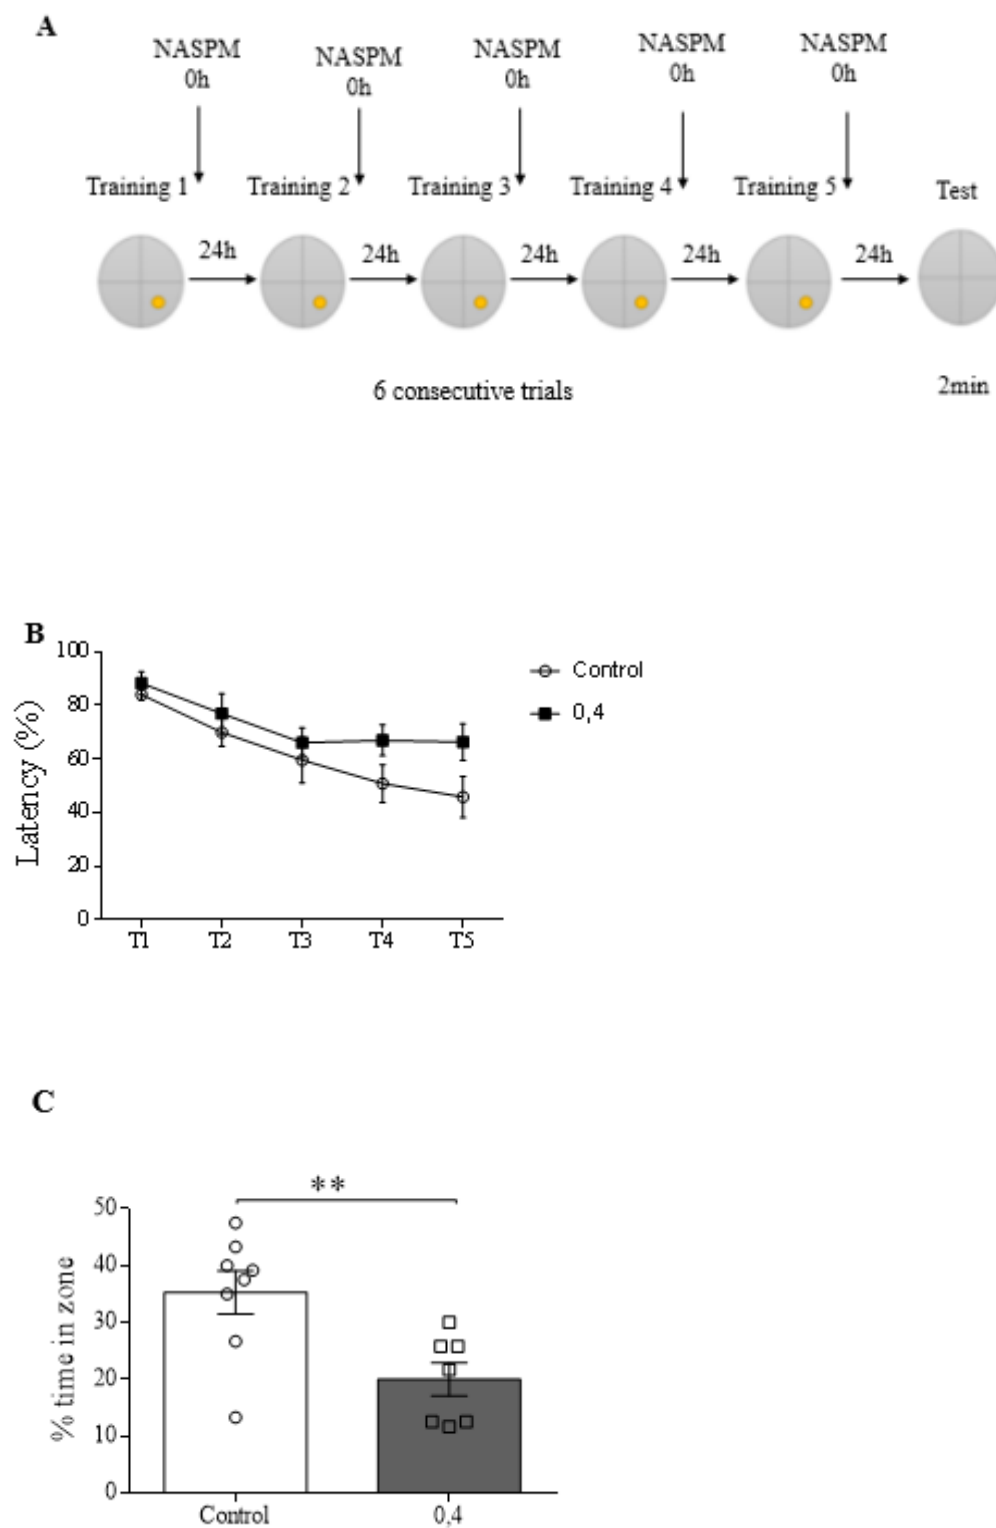 A
NASPM
0h
NASPM
0h
NASPM
0h
NASPM
0h
NASPM
0h
Training 1
Training 2
Training 3
Training 4
Training 5
Test
24h
24h
24h
24h
24h
6 consecutive trials
2min
B
Latency (%)
100
80
60
40
20
0
T1
T2
T3
T4
T5
Control
0,4
C
**
% time in zone
50
40
30
20
10
0
Control
0,4